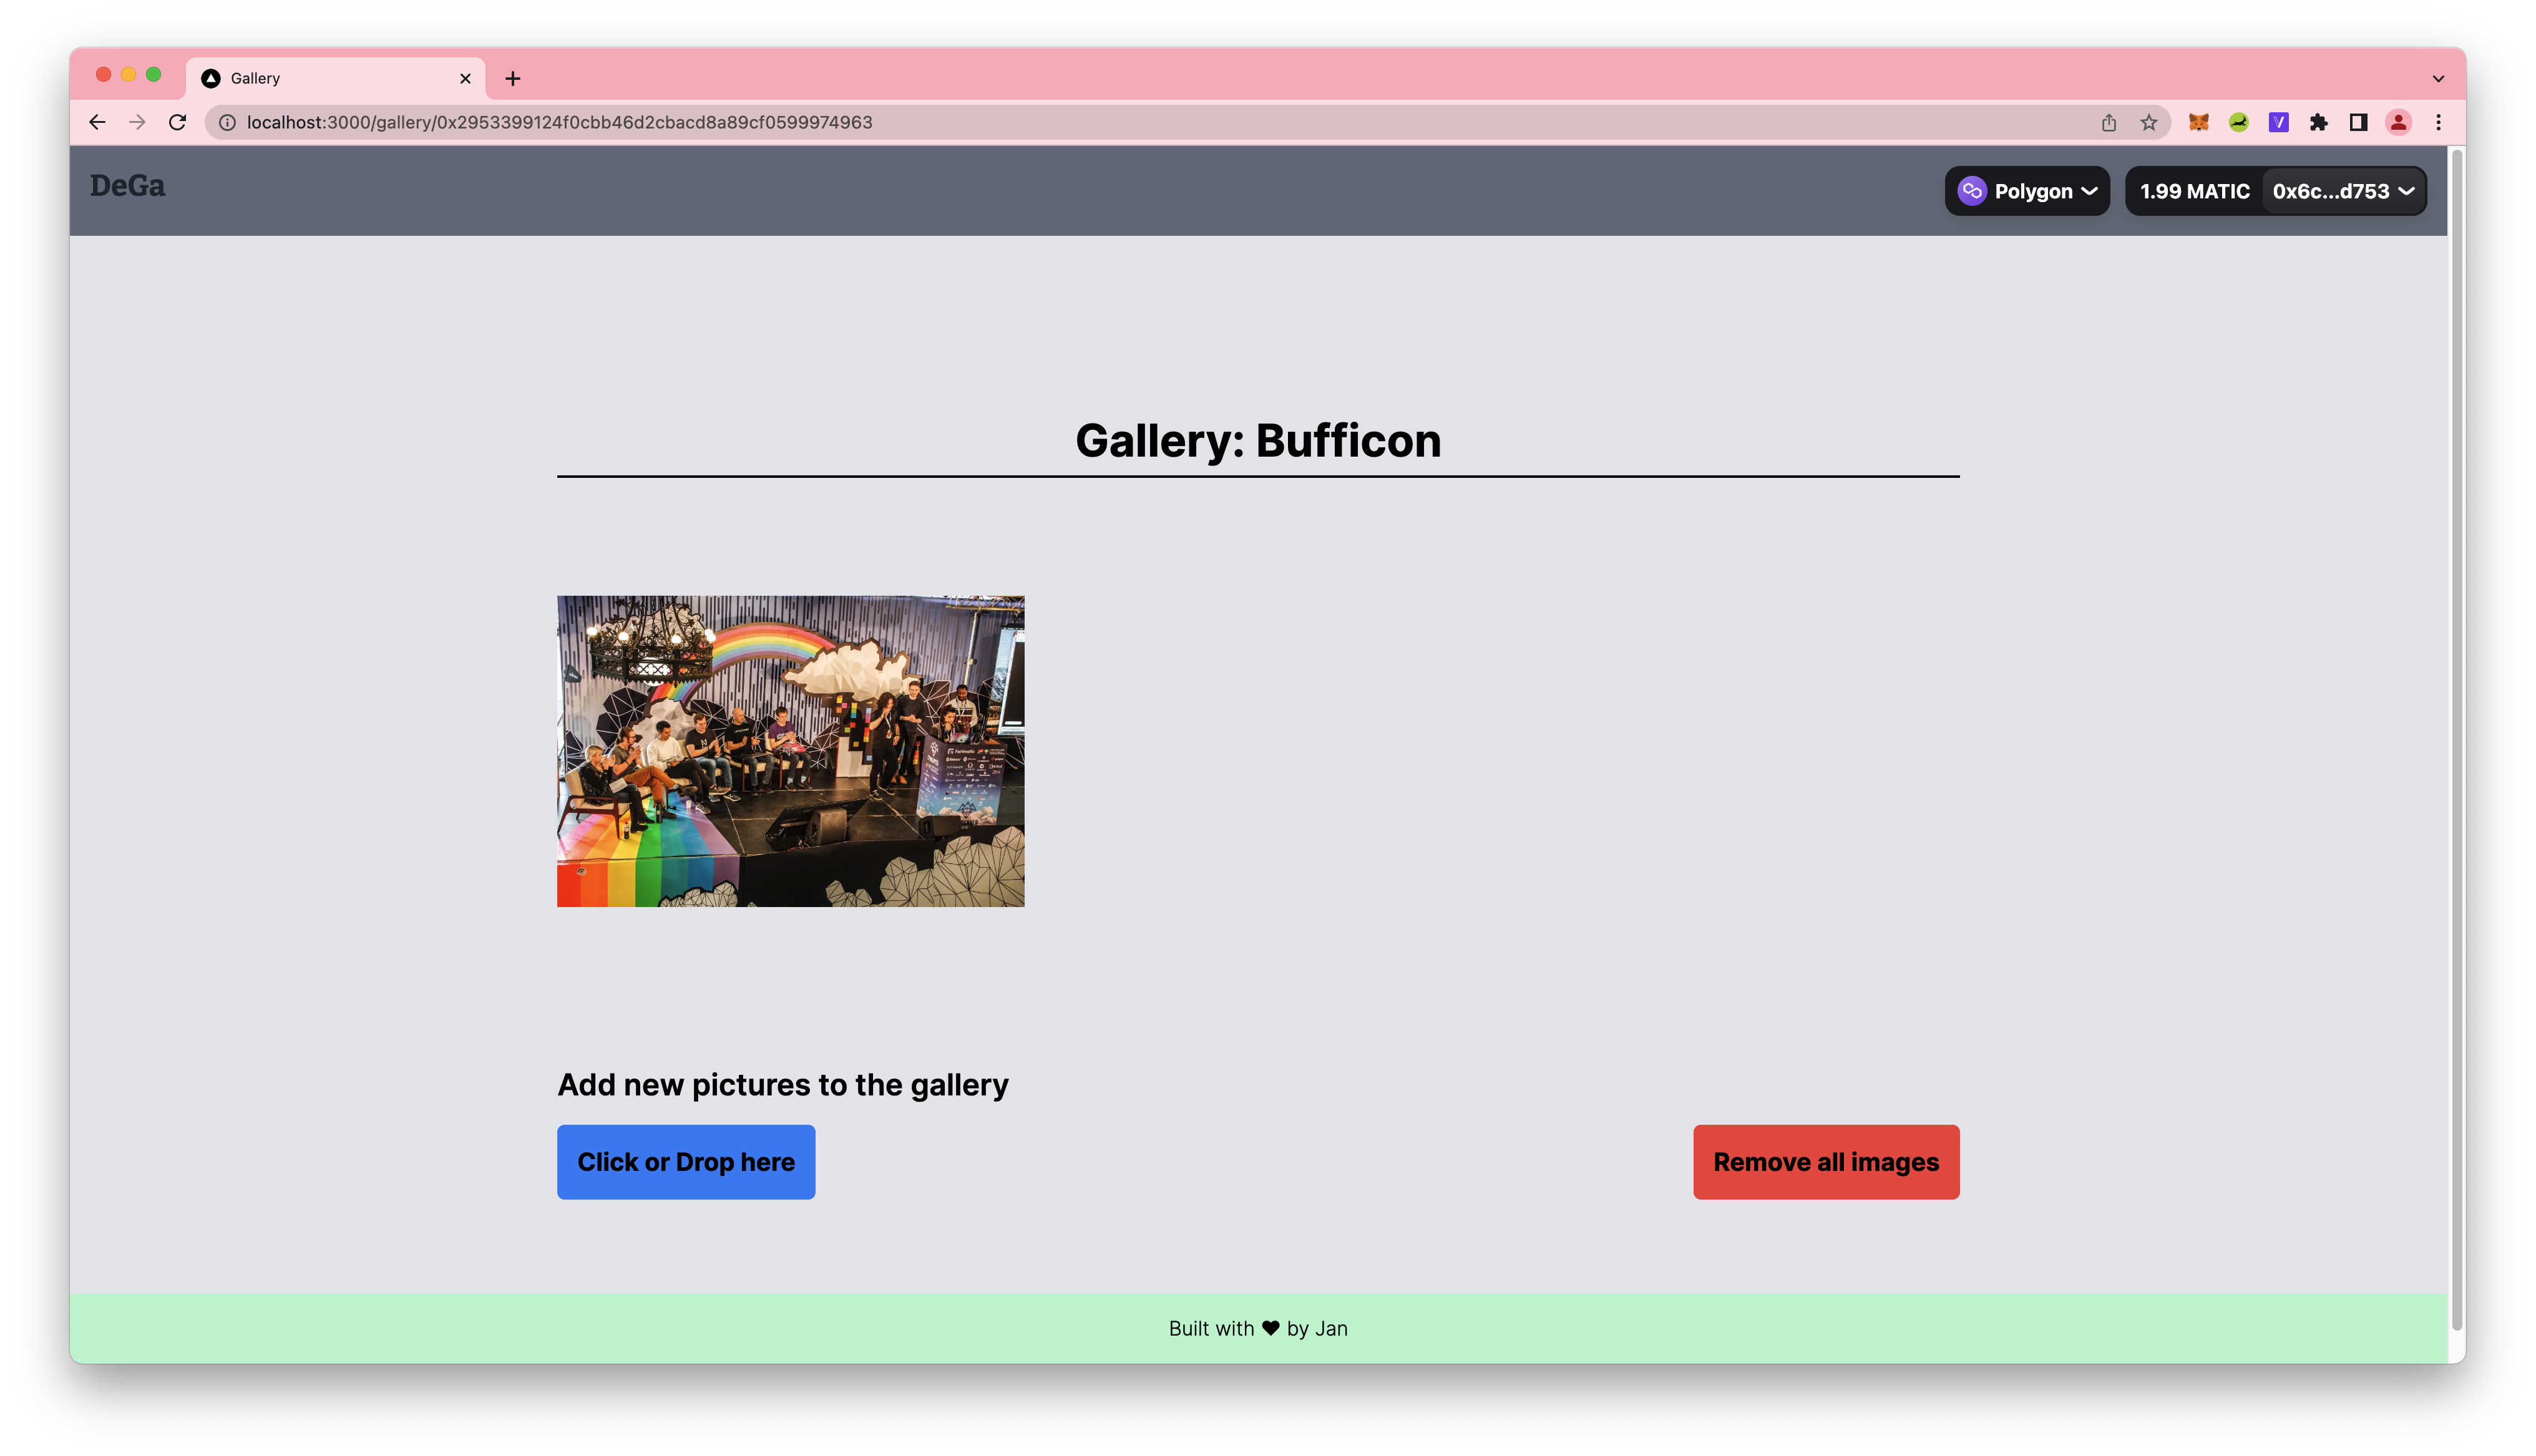 Gallery
localhost:3000/gallery/0x2953399124f0cbb46d2cbacd8a89cf0599974963
DeGa
Polygon
1.99 MATIC 0x6c...d753
Gallery: Bufficon
Fortmatic
Add new pictures to the gallery
Click or Drop here
Remove all images
Built with ♥ by Jan